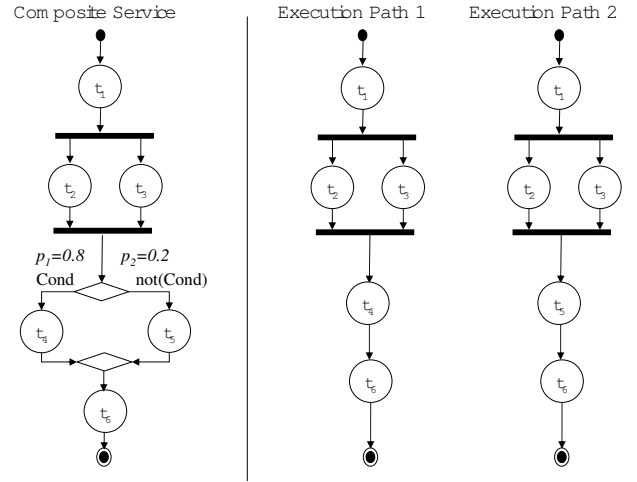 Composite Service
t1
t2 t3
p1=0.8 p2=0.2
Cond not(Cond)
t4 t5
t6
Execution Path 1
t1
t2 t3
t4
t6
Execution Path 2
t1
t2 t3
t5
t6